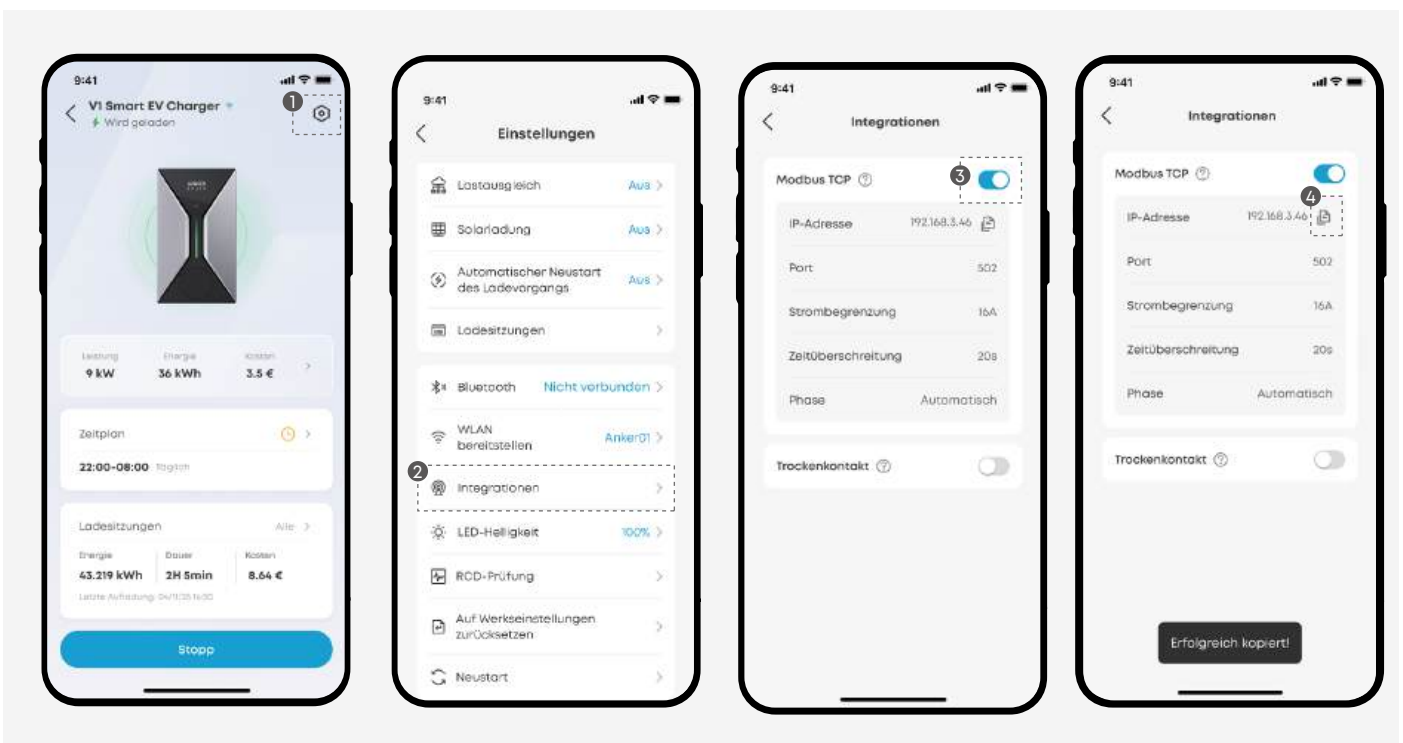 9:41
V1 Smart EV Charger
Wird geladen
1
ANKER
SOLIX
Leistung Energie Kosten
9 kW 36 kWh 3.5 €
Zeitplan
22:00-08:00 Täglich
Ladesitzungen Alle
Energie Dauer Kosten
43.219 kWh 2H 5min 8.64 €
Stopp
9:41
Einstellungen
Lastausgleich Aus
Solarladung Aus
Automatischer Neustart
des Ladevorgangs Aus
Ladesitzungen
Bluetooth Nicht verbunden
WLAN
bereitstellen Anker01
2
Integrationen
LED-Helligkeit 100%
RCD-Prüfung
Auf Werkseinstellungen
zurücksetzen
Neustart
9:41
Integrationen
Modbus TCP 3
IP-Adresse 192.168.3.46
Port 502
Strombegrenzung 16A
Zeitüberschreitung 20s
Phase Automatisch
Trockenkontakt
9:41
Integrationen
Modbus TCP
4
IP-Adresse 192.168.3.46
Port 502
Strombegrenzung 16A
Zeitüberschreitung 20s
Phase Automatisch
Trockenkontakt
Erfolgreich kopiert!